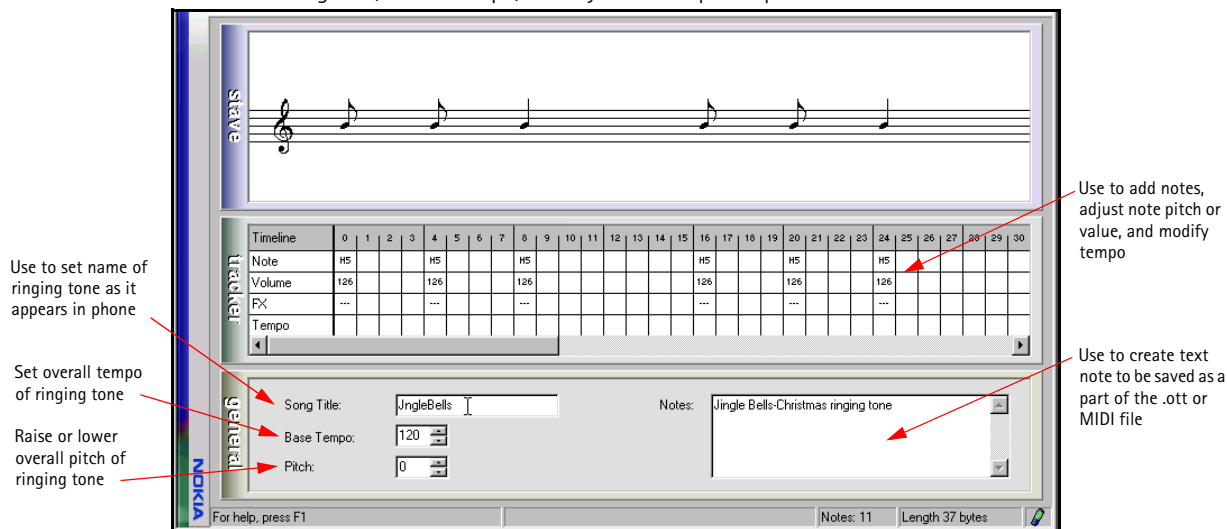 stave
tracker
Timeline 0 1 2 3 4 5 6 7 8 9 10 11 12 13 14 15 16 17 18 19 20 21 22 23 24 25 26 27 28 29 30
Note H5 H5 H5 H5 H5 H5
Volume 126 126 126 126 126 126
FX --- --- --- --- --- ---
Tempo
general
Song Title: JngleBells
Base Tempo: 120
Pitch: 0
Notes: Jingle Bells-Christmas ringing tone
NOKIA
For help, press F1
Notes: 11
Length 37 bytes
Use to set name of
ringing tone as it
appears in phone
Set overall tempo
of ringing tone
Raise or lower
overall pitch of
ringing tone
Use to add notes,
adjust note pitch or
value, and modify
tempo
Use to create text
note to be saved as a
part of the .ott or
MIDI file